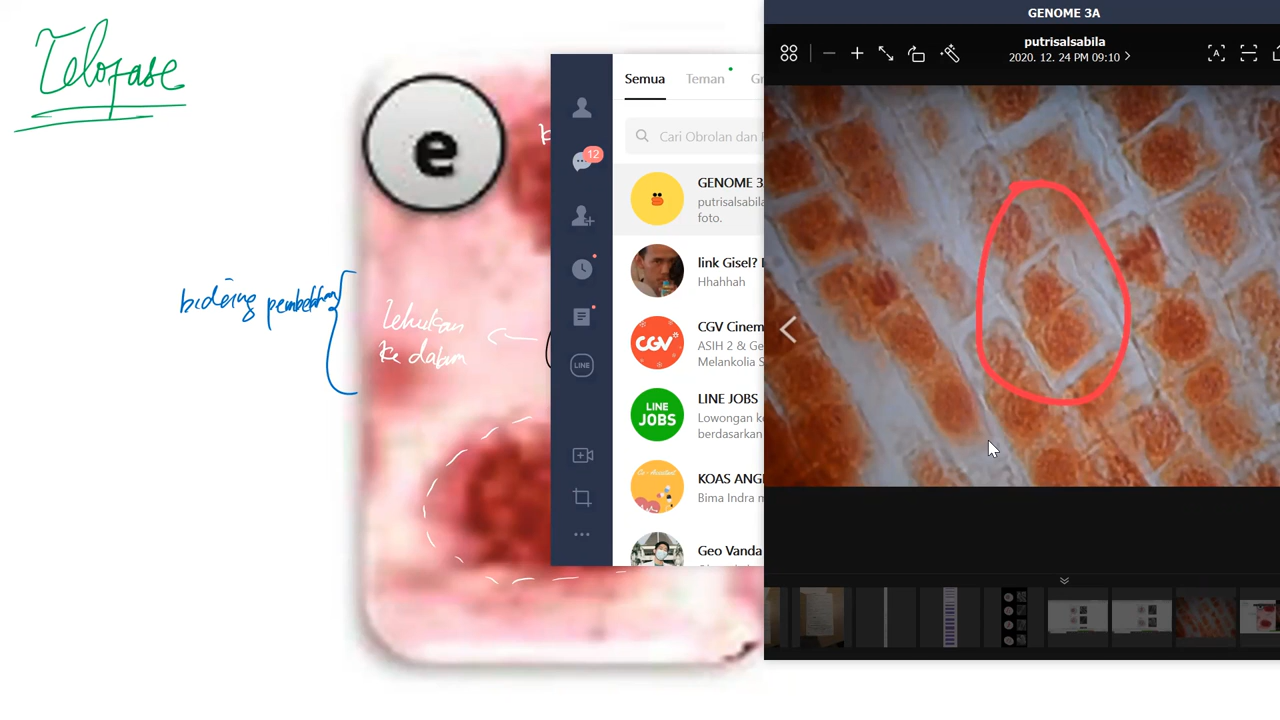 Telofase
e
bidang pembelahan
lekukan
ke dalam
Semua
Teman
Gr
Cari Obrolan dan P
12
GENOME 3
putrisalsabila
foto.
link Gisel? I
Hhahhah
CGV
CGV Cinem
ASIH 2 & Ge
Melankolia S
LINE
LINE
JOBS
LINE JOBS
Lowongan ke
berdasarkan
KOAS ANG
Bima Indra m
Geo Vanda
GENOME 3A
putrisalsabila
2020. 12. 24 PM 09:10
A